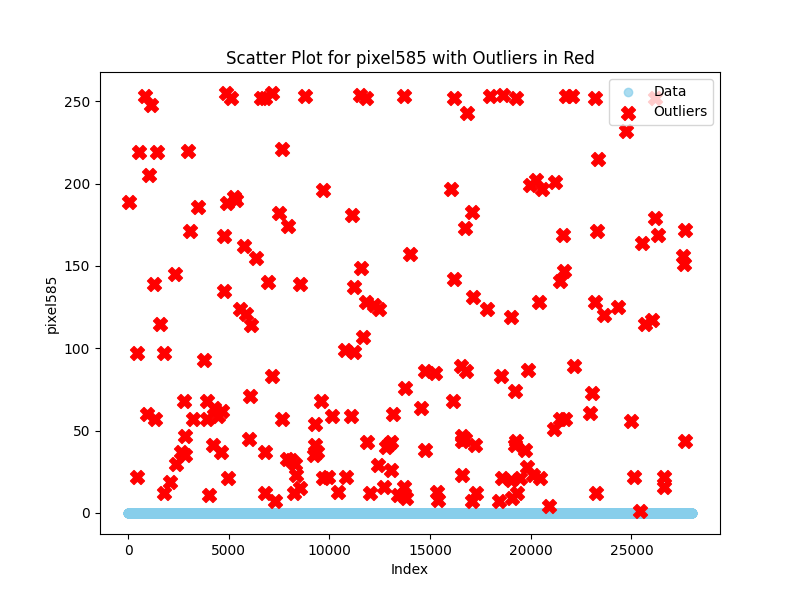 Scatter Plot for pixel585 with Outliers in Red
Data
Outliers
250
200
150
100
50
0
pixel585
0
5000
10000
15000
20000
25000
Index